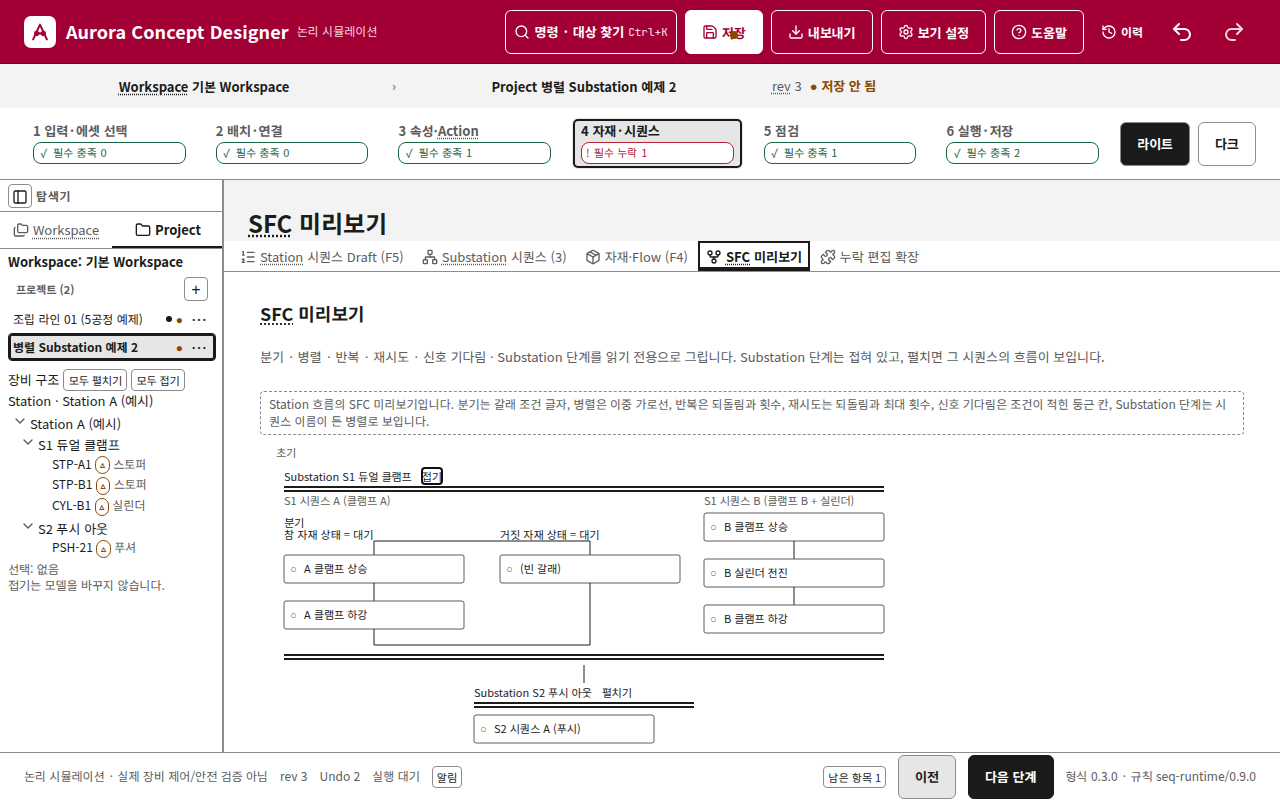 Aurora Concept Designer 논리 시뮬레이션
명령 · 대상 찾기 Ctrl+K
저장
내보내기
보기 설정
도움말
이력
Workspace 기본 Workspace › Project 병렬 Substation 예제 2
rev 3 ● 저장 안 됨
1 입력·에셋 선택
✓ 필수 충족 0
2 배치·연결
✓ 필수 충족 0
3 속성·Action
✓ 필수 충족 1
4 자재·시퀀스
! 필수 누락 1
5 점검
✓ 필수 충족 1
6 실행·저장
✓ 필수 충족 2
라이트
다크
탐색기
Workspace
Project
Workspace: 기본 Workspace
프로젝트 (2)
+
조립 라인 01 (5공정 예제) ● ● ···
병렬 Substation 예제 2 ● ···
장비 구조 모두 펼치기 모두 접기
Station · Station A (예시)
Station A (예시)
S1 듀얼 클램프
STP-A1 스토퍼
STP-B1 스토퍼
CYL-B1 실린더
S2 푸시 아웃
PSH-21 푸셔
선택: 없음
접기는 모델을 바꾸지 않습니다.
SFC 미리보기
Station 시퀀스 Draft (F5)
Substation 시퀀스 (3)
자재·Flow (F4)
SFC 미리보기
누락 편집 확장
SFC 미리보기
분기 · 병렬 · 반복 · 재시도 · 신호 기다림 · Substation 단계를 읽기 전용으로 그립니다. Substation 단계는 접혀 있고, 펼치면 그 시퀀스의 흐름이 보입니다.
Station 흐름의 SFC 미리보기입니다. 분기는 갈래 조건 글자, 병렬은 이중 가로선, 반복은 되돌림과 횟수, 재시도는 되돌림과 최대 횟수, 신호 기다림은 조건이 적힌 둥근 칸, Substation 단계는 시
퀀스 이름이 든 병렬로 보입니다.
초기
Substation S1 듀얼 클램프 접기
S1 시퀀스 A (클램프 A)
S1 시퀀스 B (클램프 B + 실린더)
분기
참 자재 상태 = 대기
거짓 자재 상태 = 대기
○ A 클램프 상승
○ (빈 갈래)
○ A 클램프 하강
○ B 클램프 상승
○ B 실린더 전진
○ B 클램프 하강
Substation S2 푸시 아웃 펼치기
○ S2 시퀀스 A (푸시)
논리 시뮬레이션 · 실제 장비 제어/안전 검증 아님 rev 3 Undo 2 실행 대기 알림
남은 항목 1
이전
다음 단계
형식 0.3.0 · 규칙 seq-runtime/0.9.0